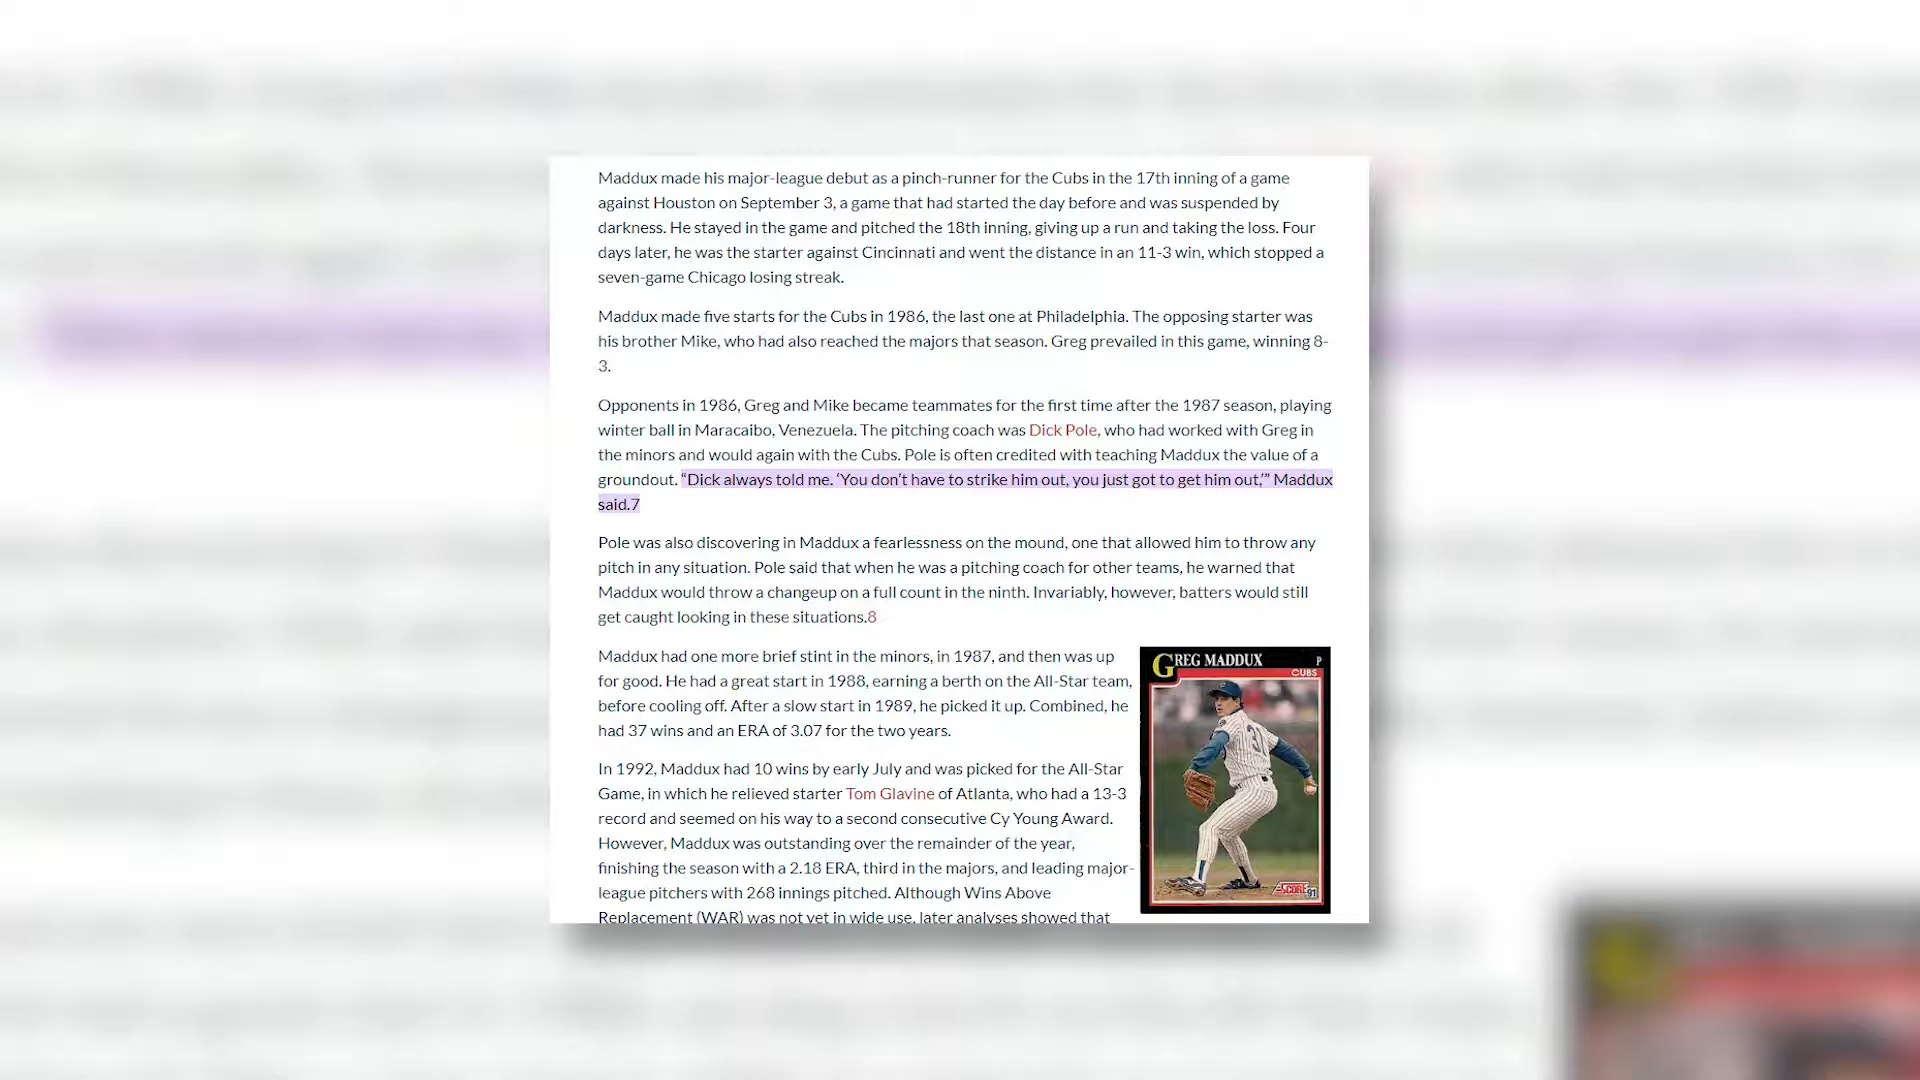 Maddux made his major-league debut as a pinch-runner for the Cubs in the 17th inning of a game
against Houston on September 3, a game that had started the day before and was suspended by
darkness. He stayed in the game and pitched the 18th inning, giving up a run and taking the loss. Four
days later, he was the starter against Cincinnati and went the distance in an 11-3 win, which stopped a
seven-game Chicago losing streak.
Maddux made five starts for the Cubs in 1986, the last one at Philadelphia. The opposing starter was
his brother Mike, who had also reached the majors that season. Greg prevailed in this game, winning 8-
3.
Opponents in 1986, Greg and Mike became teammates for the first time after the 1987 season, playing
winter ball in Maracaibo, Venezuela. The pitching coach was Dick Pole, who had worked with Greg in
the minors and would again with the Cubs. Pole is often credited with teaching Maddux the value of a
groundout. “Dick always told me. ‘You don’t have to strike him out, you just got to get him out,’” Maddux
said.7
Pole was also discovering in Maddux a fearlessness on the mound, one that allowed him to throw any
pitch in any situation. Pole said that when he was a pitching coach for other teams, he warned that
Maddux would throw a changeup on a full count in the ninth. Invariably, however, batters would still
get caught looking in these situations.8
Maddux had one more brief stint in the minors, in 1987, and then was up
for good. He had a great start in 1988, earning a berth on the All-Star team,
before cooling off. After a slow start in 1989, he picked it up. Combined, he
had 37 wins and an ERA of 3.07 for the two years.
In 1992, Maddux had 10 wins by early July and was picked for the All-Star
Game, in which he relieved starter Tom Glavine of Atlanta, who had a 13-3
record and seemed on his way to a second consecutive Cy Young Award.
However, Maddux was outstanding over the remainder of the year,
finishing the season with a 2.18 ERA, third in the majors, and leading major-
league pitchers with 268 innings pitched. Although Wins Above
Replacement (WAR) was not yet in wide use, later analyses showed that
GREG MADDUX P
CUBS
31
SCORE 91